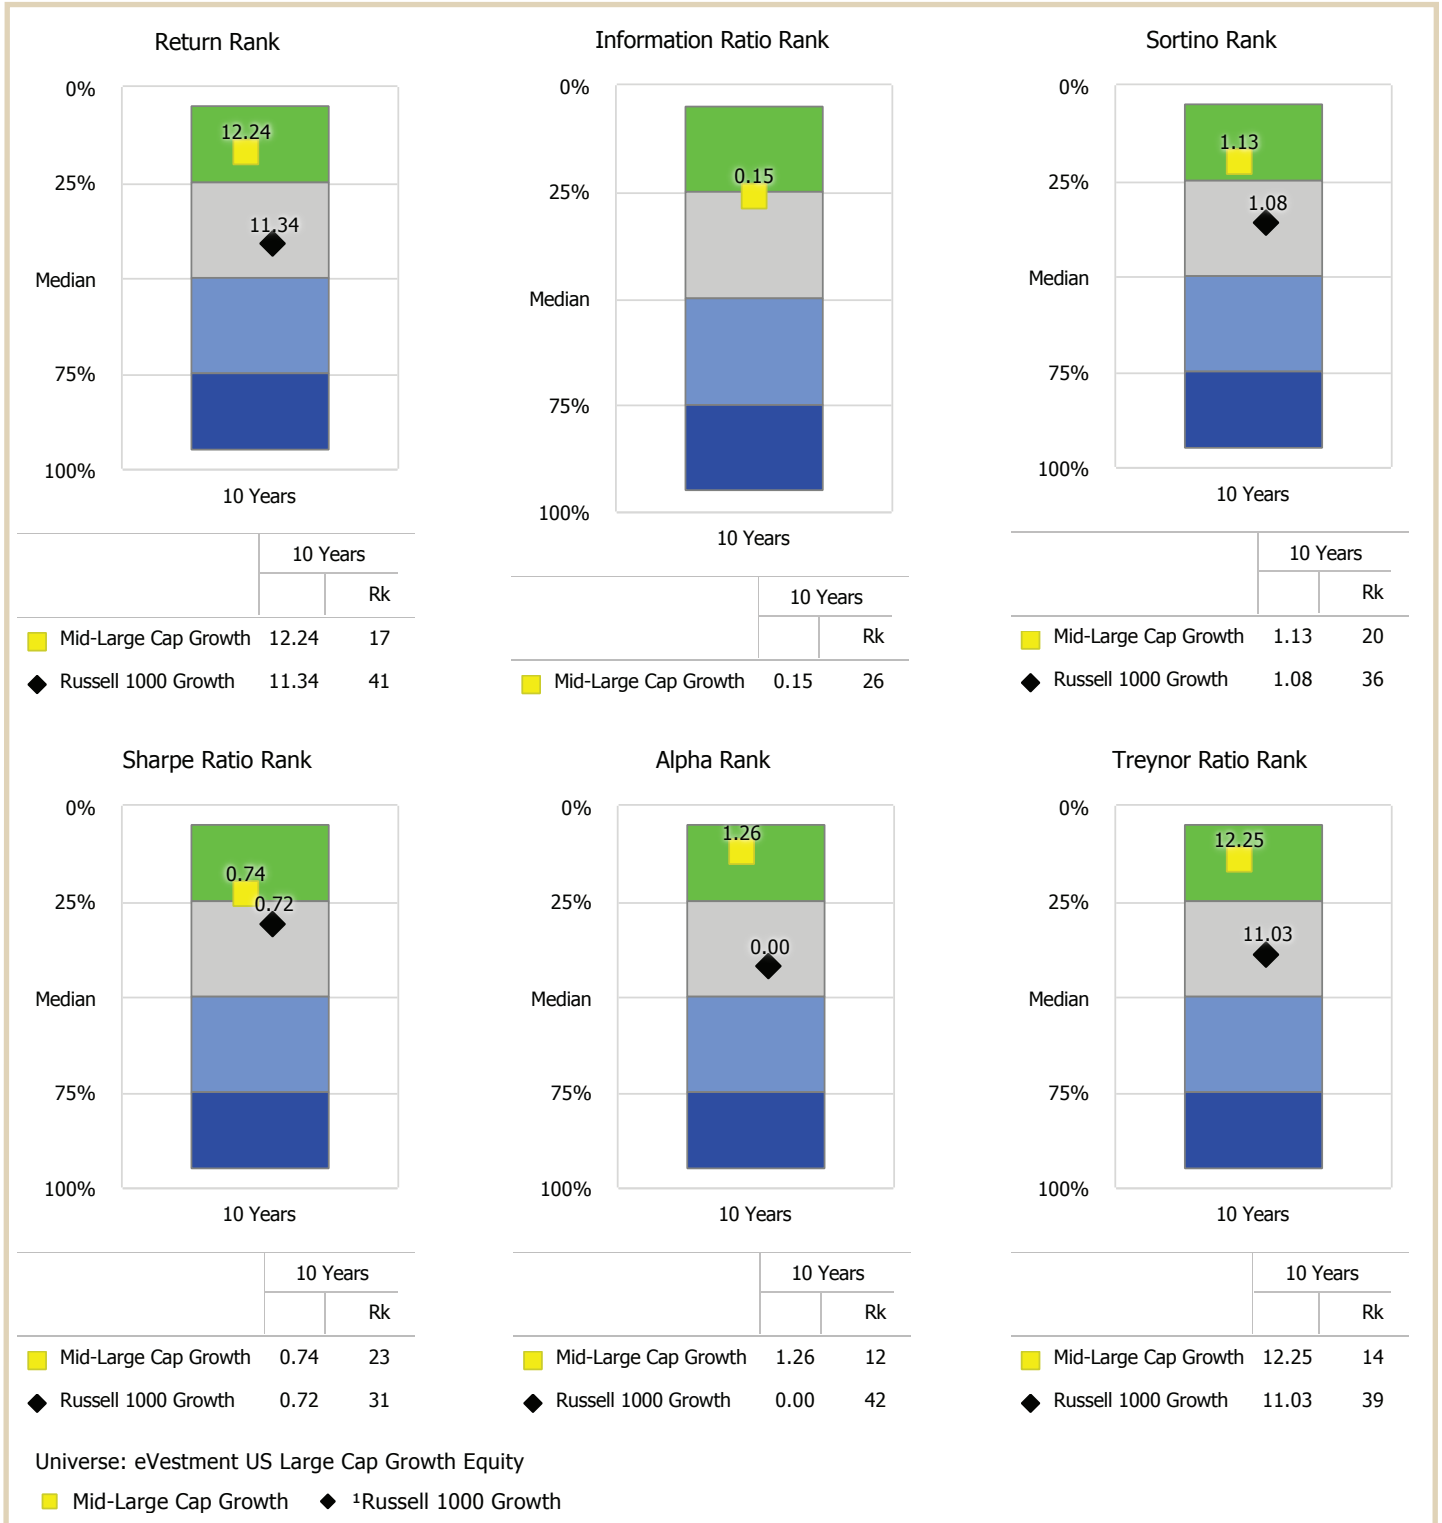 Return Rank
0%
12.24
25%
11.34
Median
75%
100%
10 Years
10 Years
Rk
Mid-Large Cap Growth 12.24 17
Russell 1000 Growth 11.34 41
Information Ratio Rank
0%
0.15
25%
Median
75%
100%
10 Years
10 Years
Rk
Mid-Large Cap Growth 0.15 26
Sortino Rank
0%
1.13
25%
1.08
Median
75%
100%
10 Years
10 Years
Rk
Mid-Large Cap Growth 1.13 20
Russell 1000 Growth 1.08 36
Sharpe Ratio Rank
0%
0.74
25%
0.72
Median
75%
100%
10 Years
10 Years
Rk
Mid-Large Cap Growth 0.74 23
Russell 1000 Growth 0.72 31
Alpha Rank
0%
1.26
25%
0.00
Median
75%
100%
10 Years
10 Years
Rk
Mid-Large Cap Growth 1.26 12
Russell 1000 Growth 0.00 42
Treynor Ratio Rank
0%
12.25
25%
11.03
Median
75%
100%
10 Years
10 Years
Rk
Mid-Large Cap Growth 12.25 14
Russell 1000 Growth 11.03 39
Universe: eVestment US Large Cap Growth Equity
Mid-Large Cap Growth ¹Russell 1000 Growth